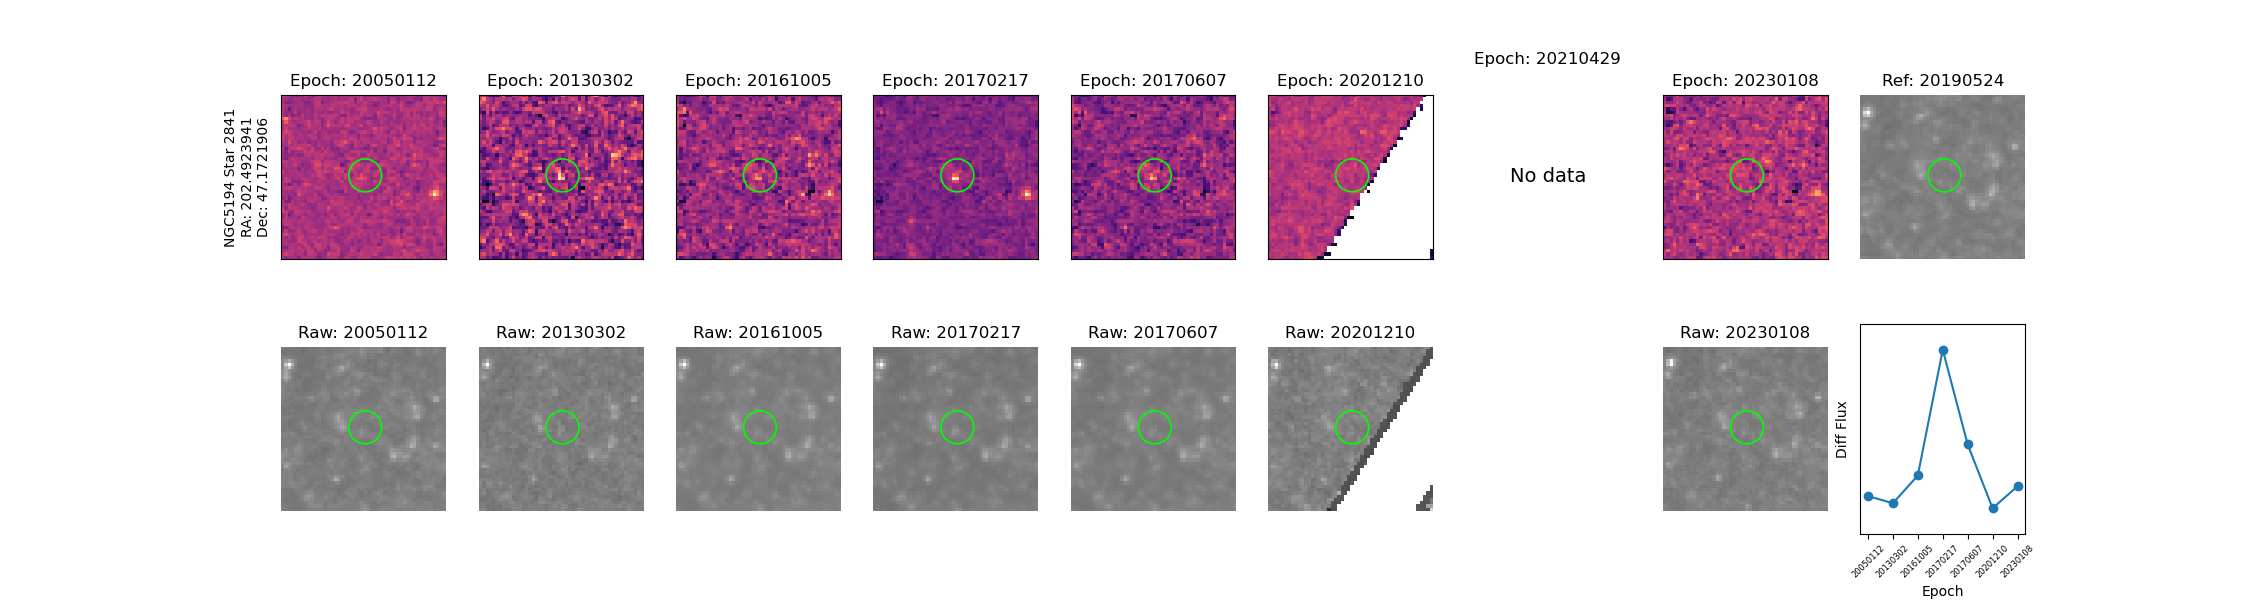 Epoch: 20210429
Epoch: 20050112
Epoch: 20130302
Epoch: 20161005
Epoch: 20170217
Epoch: 20170607
Epoch: 20201210
Epoch: 20230108
Ref: 20190524
NGC5194 Star 2841
RA: 202.4923941
Dec: 47.1721906
No data
Raw: 20050112
Raw: 20130302
Raw: 20161005
Raw: 20170217
Raw: 20170607
Raw: 20201210
Raw: 20230108
Diff Flux
20050112
20130302
20161005
20170217
20170607
20201210
20230108
Epoch